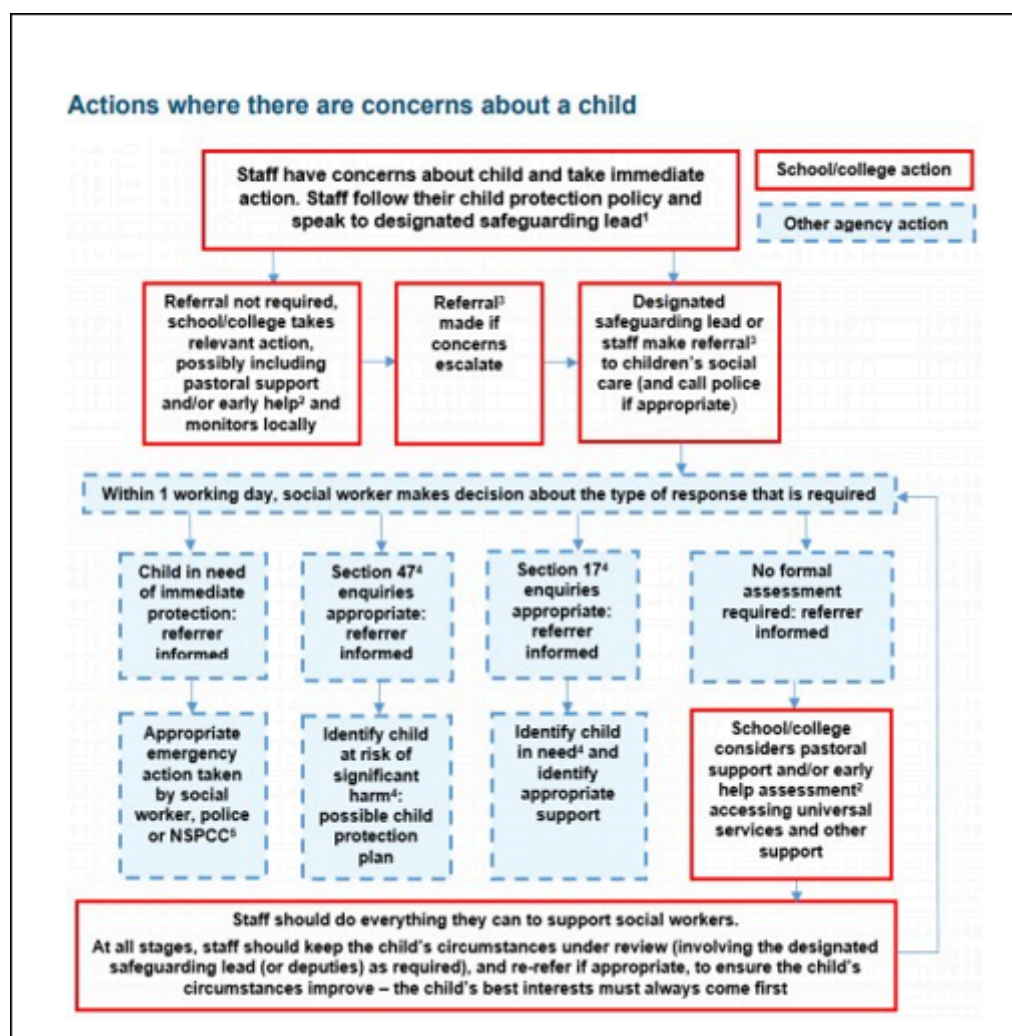 Actions where there are concerns about a child
Staff have concerns about child and take immediate
action. Staff follow their child protection policy and
speak to designated safeguarding lead¹
School/college action
Other agency action
Referral not required,
school/college takes
relevant action,
possibly including
pastoral support
and/or early help² and
monitors locally
Referral³
made if
concerns
escalate
Designated
safeguarding lead or
staff make referral³
to children's social
care (and call police
if appropriate)
Within 1 working day, social worker makes decision about the type of response that is required
Child in need
of immediate
protection:
referrer
informed
Section 47⁴
enquiries
appropriate:
referrer
informed
Section 17⁴
enquiries
appropriate:
referrer
informed
No formal
assessment
required: referrer
informed
Appropriate
emergency
action taken
by social
worker, police
or NSPCC⁵
Identify child
at risk of
significant
harm⁴:
possible child
protection
plan
Identify child
in need⁴ and
identify
appropriate
support
School/college
considers pastoral
support and/or early
help assessment²
accessing universal
services and other
support
Staff should do everything they can to support social workers.
At all stages, staff should keep the child's circumstances under review (involving the designated
safeguarding lead (or deputies) as required), and re-refer if appropriate, to ensure the child's
circumstances improve – the child's best interests must always come first